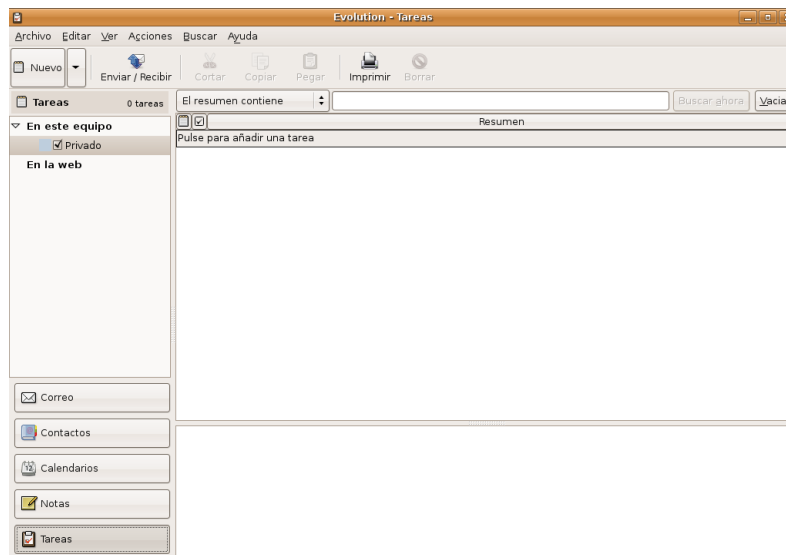 Evolution - Tareas
Archivo Editar Ver Acciones Buscar Ayuda
Nuevo Enviar / Recibir Cortar Copiar Pegar Imprimir Borrar
Tareas 0 tareas El resumen contiene Buscar ahora Vacia
Resumen
Pulse para añadir una tarea
En este equipo
Privado
En la web
Correo
Contactos
12 Calendarios
Notas
Tareas